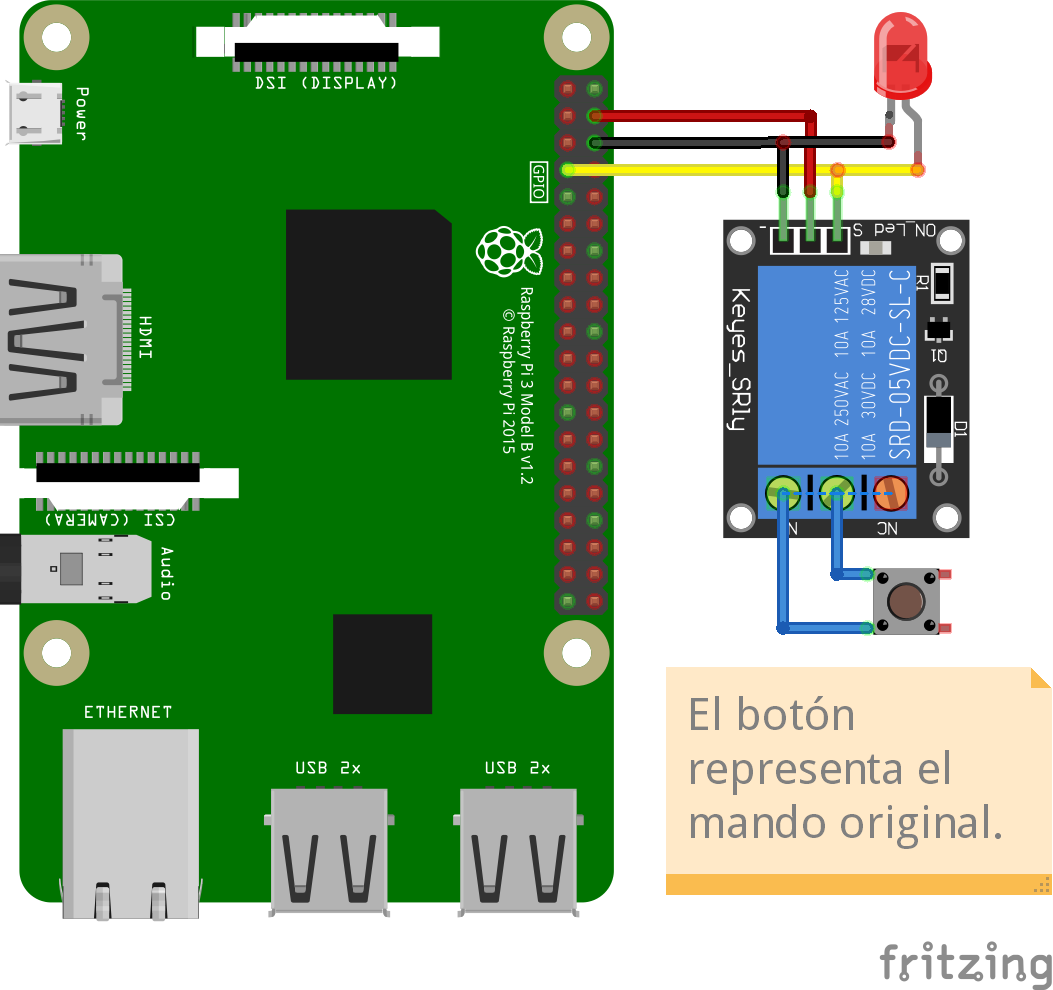 DSI (DISPLAY)
Power
GPIO
HDMI
Raspberry Pi 3 Model B v1.2
© Raspberry Pi 2015
CSI (CAMERA)
Audio
ETHERNET
USB 2x
USB 2x
-
S
ON_Led
Keyes_SRly
10A 250VAC 10A 125VAC
10A 30VDC 10A 28VDC
SRD-05VDC-SL-C
R1
Q1
D1
N
NC
El botón
representa el
mando original.
fritzing